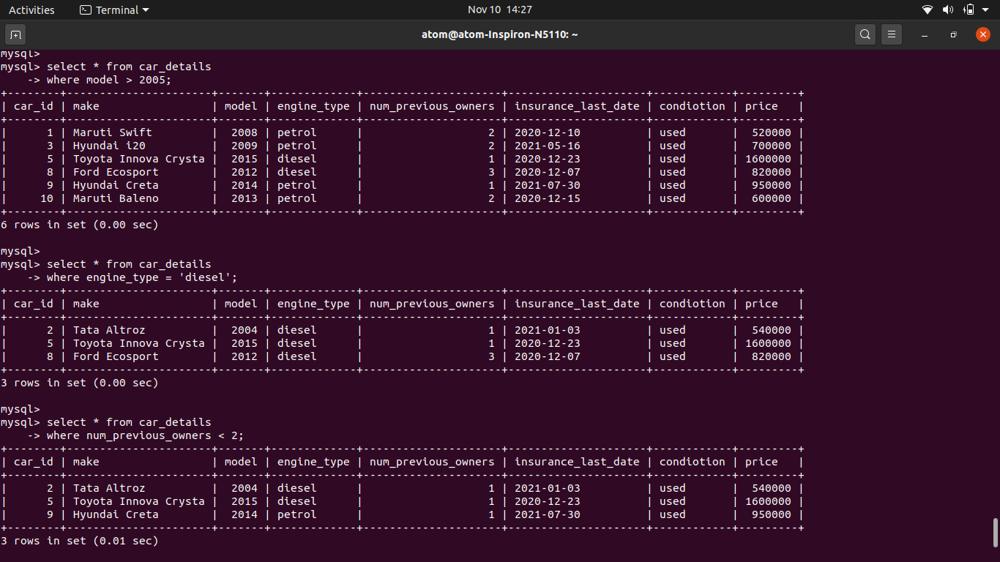 Activities Terminal Nov 10 14:27
atom@atom-Inspiron-N5110: ~
mysql>
mysql> select * from car_details
    -> where model > 2005;
+--------+----------------------+-------+-------------+---------------------+---------------------+------------+---------+
| car_id | make                 | model | engine_type | num_previous_owners | insurance_last_date | condiotion | price   |
+--------+----------------------+-------+-------------+---------------------+---------------------+------------+---------+
|      1 | Maruti Swift         |  2008 | petrol      |                   2 | 2020-12-10          | used       |  520000 |
|      3 | Hyundai i20          |  2009 | petrol      |                   2 | 2021-05-16          | used       |  700000 |
|      5 | Toyota Innova Crysta |  2015 | diesel      |                   1 | 2020-12-23          | used       | 1600000 |
|      8 | Ford Ecosport        |  2012 | diesel      |                   3 | 2020-12-07          | used       |  820000 |
|      9 | Hyundai Creta        |  2014 | petrol      |                   1 | 2021-07-30          | used       |  950000 |
|     10 | Maruti Baleno        |  2013 | petrol      |                   2 | 2020-12-15          | used       |  600000 |
+--------+----------------------+-------+-------------+---------------------+---------------------+------------+---------+
6 rows in set (0.00 sec)
mysql>
mysql> select * from car_details
    -> where engine_type = 'diesel';
+--------+----------------------+-------+-------------+---------------------+---------------------+------------+---------+
| car_id | make                 | model | engine_type | num_previous_owners | insurance_last_date | condiotion | price   |
+--------+----------------------+-------+-------------+---------------------+---------------------+------------+---------+
|      2 | Tata Altroz          |  2004 | diesel      |                   1 | 2021-01-03          | used       |  540000 |
|      5 | Toyota Innova Crysta |  2015 | diesel      |                   1 | 2020-12-23          | used       | 1600000 |
|      8 | Ford Ecosport        |  2012 | diesel      |                   3 | 2020-12-07          | used       |  820000 |
+--------+----------------------+-------+-------------+---------------------+---------------------+------------+---------+
3 rows in set (0.00 sec)
mysql>
mysql> select * from car_details
    -> where num_previous_owners < 2;
+--------+----------------------+-------+-------------+---------------------+---------------------+------------+---------+
| car_id | make                 | model | engine_type | num_previous_owners | insurance_last_date | condiotion | price   |
+--------+----------------------+-------+-------------+---------------------+---------------------+------------+---------+
|      2 | Tata Altroz          |  2004 | diesel      |                   1 | 2021-01-03          | used       |  540000 |
|      5 | Toyota Innova Crysta |  2015 | diesel      |                   1 | 2020-12-23          | used       | 1600000 |
|      9 | Hyundai Creta        |  2014 | petrol      |                   1 | 2021-07-30          | used       |  950000 |
+--------+----------------------+-------+-------------+---------------------+---------------------+------------+---------+
3 rows in set (0.01 sec)